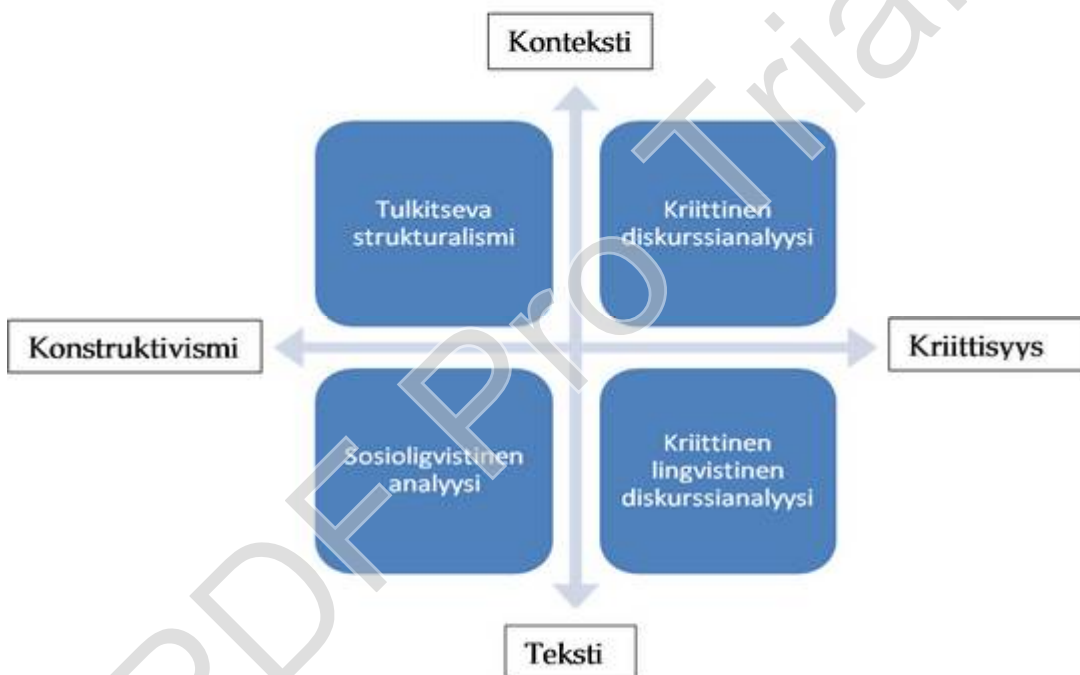 Konteksti
Tulkitseva
strukturalismi
Kriittinen
diskurssianalyysi
Konstruktivismi
Kriittisyys
Sosioligvistinen
analyysi
Kriittinen
lingvistinen
diskurssianalyysi
Teksti
PDF Pro Trial